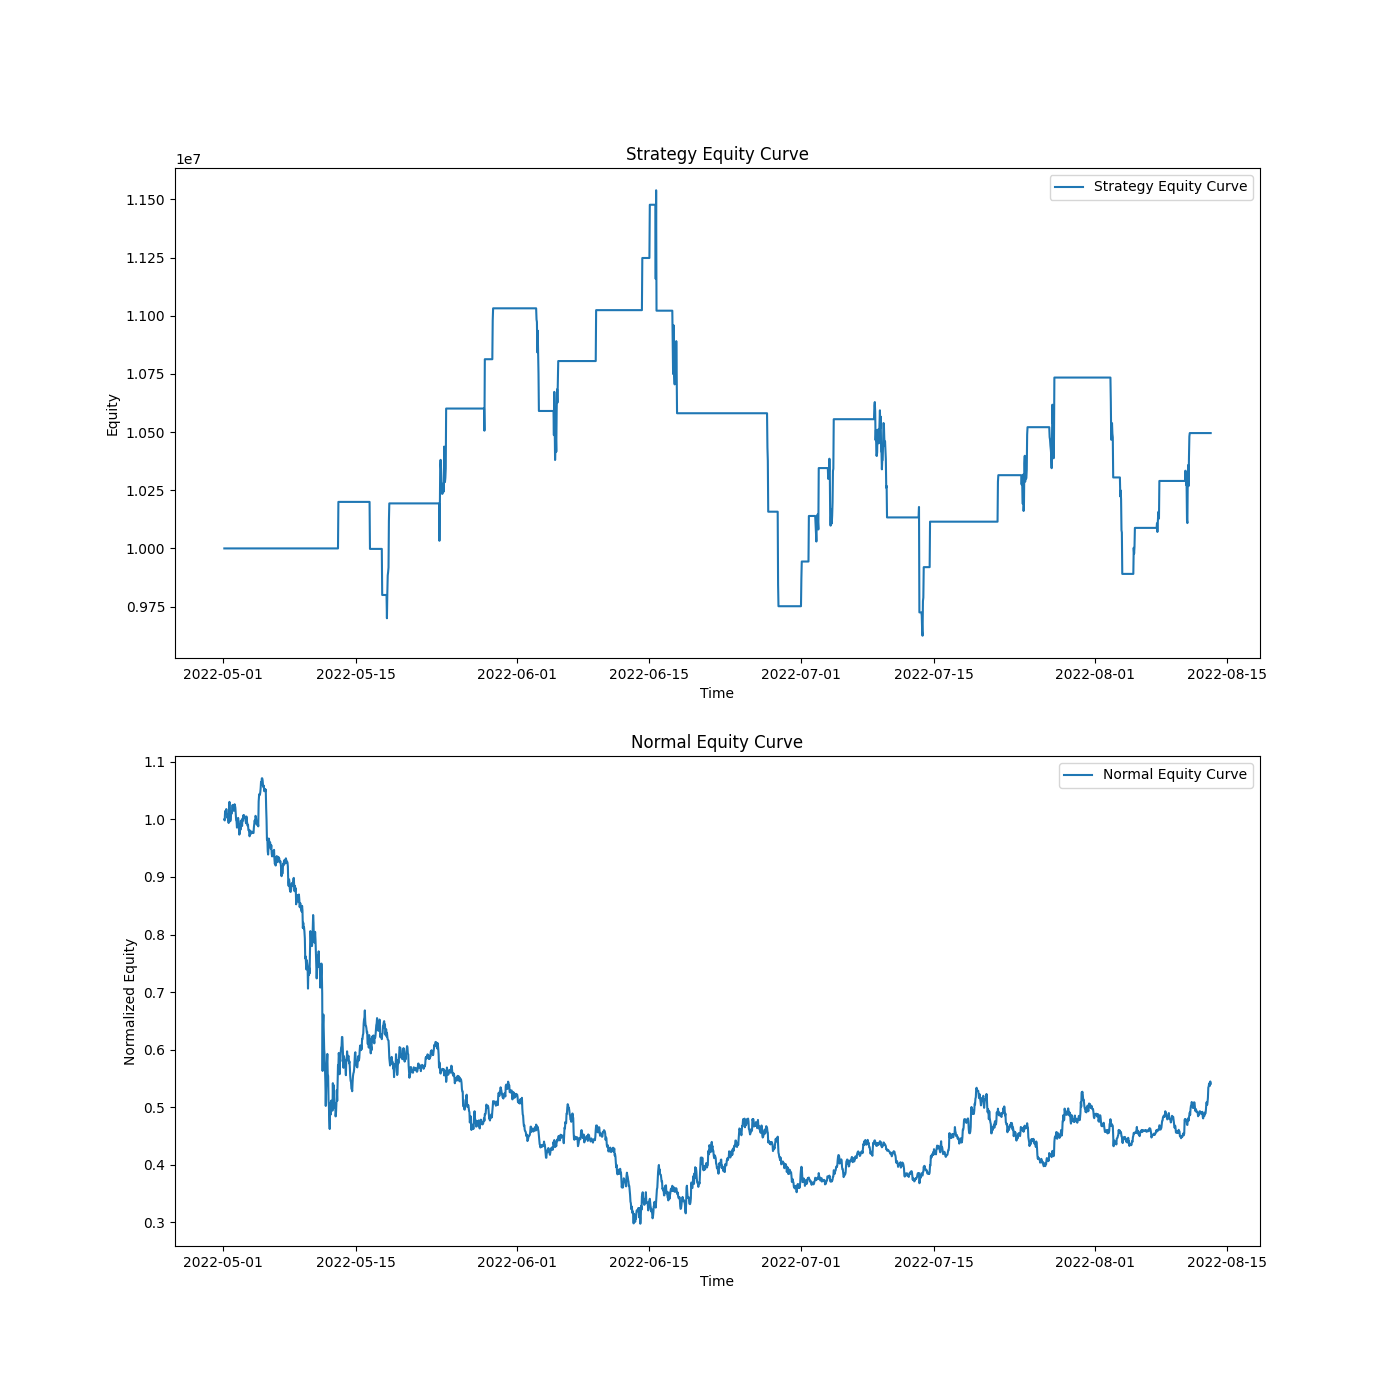 Strategy Equity Curve
1e7
Strategy Equity Curve
1.150
1.125
1.100
1.075
1.050
1.025
1.000
0.975
Equity
2022-05-01 2022-05-15 2022-06-01 2022-06-15 2022-07-01 2022-07-15 2022-08-01 2022-08-15
Time
Normal Equity Curve
Normal Equity Curve
1.1
1.0
0.9
0.8
0.7
0.6
0.5
0.4
0.3
Normalized Equity
2022-05-01 2022-05-15 2022-06-01 2022-06-15 2022-07-01 2022-07-15 2022-08-01 2022-08-15
Time